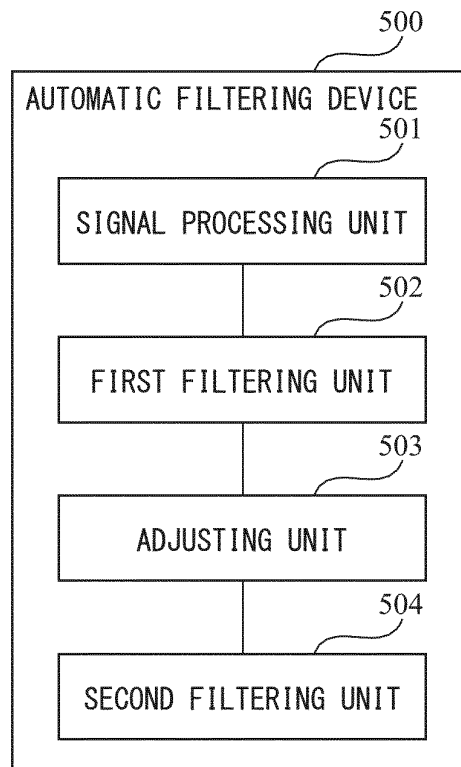 500
AUTOMATIC FILTERING DEVICE
501
SIGNAL PROCESSING UNIT
502
FIRST FILTERING UNIT
503
ADJUSTING UNIT
504
SECOND FILTERING UNIT